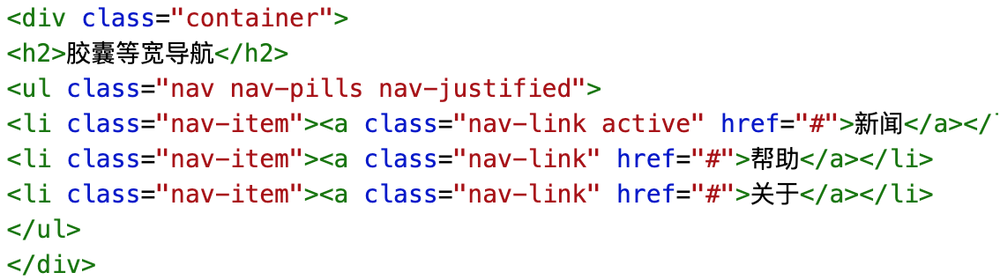 <div class="container">
<h2>胶囊等宽导航</h2>
<ul class="nav nav-pills nav-justified">
<li class="nav-item"><a class="nav-link active" href="#">新闻</a></
<li class="nav-item"><a class="nav-link" href="#">帮助</a></li>
<li class="nav-item"><a class="nav-link" href="#">关于</a></li>
</ul>
</div>